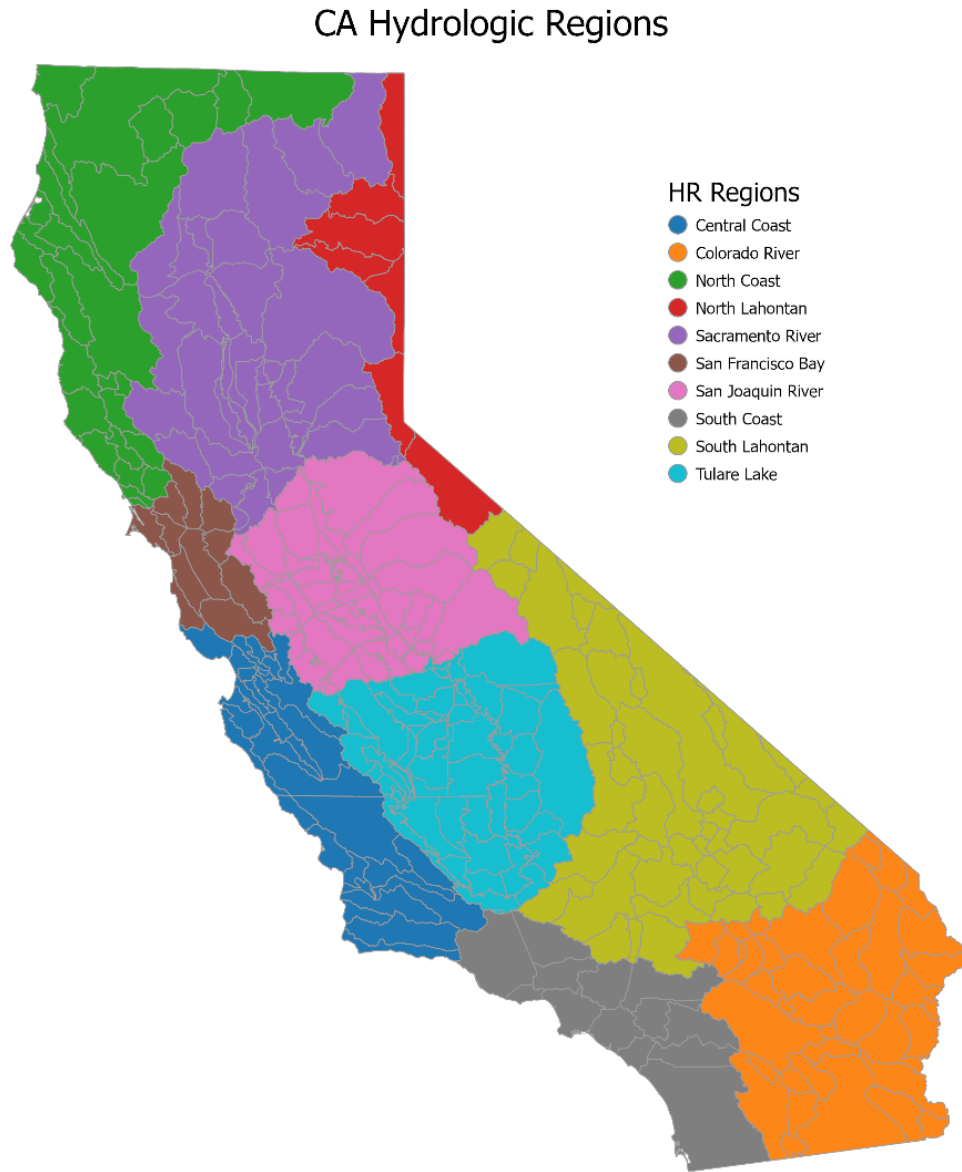 CA Hydrologic Regions
HR Regions
Central Coast
Colorado River
North Coast
North Lahontan
Sacramento River
San Francisco Bay
San Joaquin River
South Coast
South Lahontan
Tulare Lake